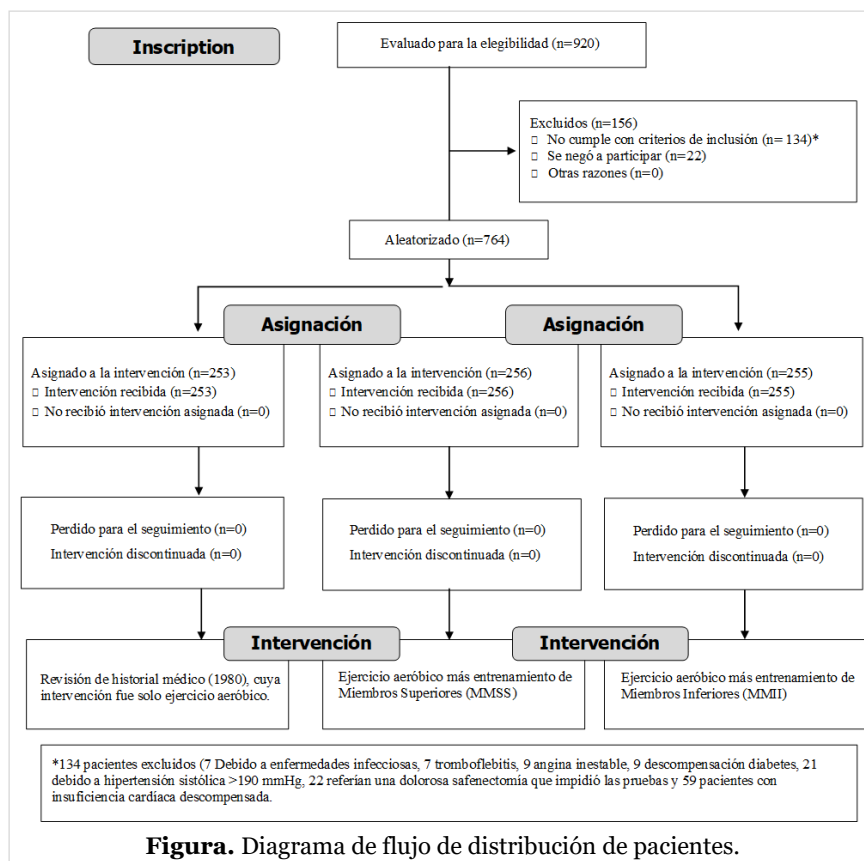 Inscription
Evaluado para la elegibilidad (n=920)
Excluidos (n=156)
▯ No cumple con criterios de inclusión (n= 134)*
▯ Se negó a participar (n=22)
▯ Otras razones (n=0)
Aleatorizado (n=764)
Asignación
Asignación
Asignado a la intervención (n=253)
▯ Intervención recibida (n=253)
▯ No recibió intervención asignada (n=0)
Asignado a la intervención (n=256)
▯ Intervención recibida (n=256)
▯ No recibió intervención asignada (n=0)
Asignado a la intervención (n=255)
▯ Intervención recibida (n=255)
▯ No recibió intervención asignada (n=0)
Perdido para el seguimiento (n=0)
Intervención discontinuada (n=0)
Perdido para el seguimiento (n=0)
Intervención discontinuada (n=0)
Perdido para el seguimiento (n=0)
Intervención discontinuada (n=0)
Intervención
Intervención
Revisión de historial médico (1980), cuya
intervención fue solo ejercicio aeróbico.
Ejercicio aeróbico más entrenamiento de
Miembros Superiores (MMSS)
Ejercicio aeróbico más entrenamiento de
Miembros Inferiores (MMII)
*134 pacientes excluidos (7 Debido a enfermedades infecciosas, 7 tromboflebitis, 9 angina inestable, 9 descompensación diabetes, 21
debido a hipertensión sistólica >190 mmHg, 22 referían una dolorosa safenectomía que impidió las pruebas y 59 pacientes con
insuficiencia cardíaca descompensada.
Figura. Diagrama de flujo de distribución de pacientes.